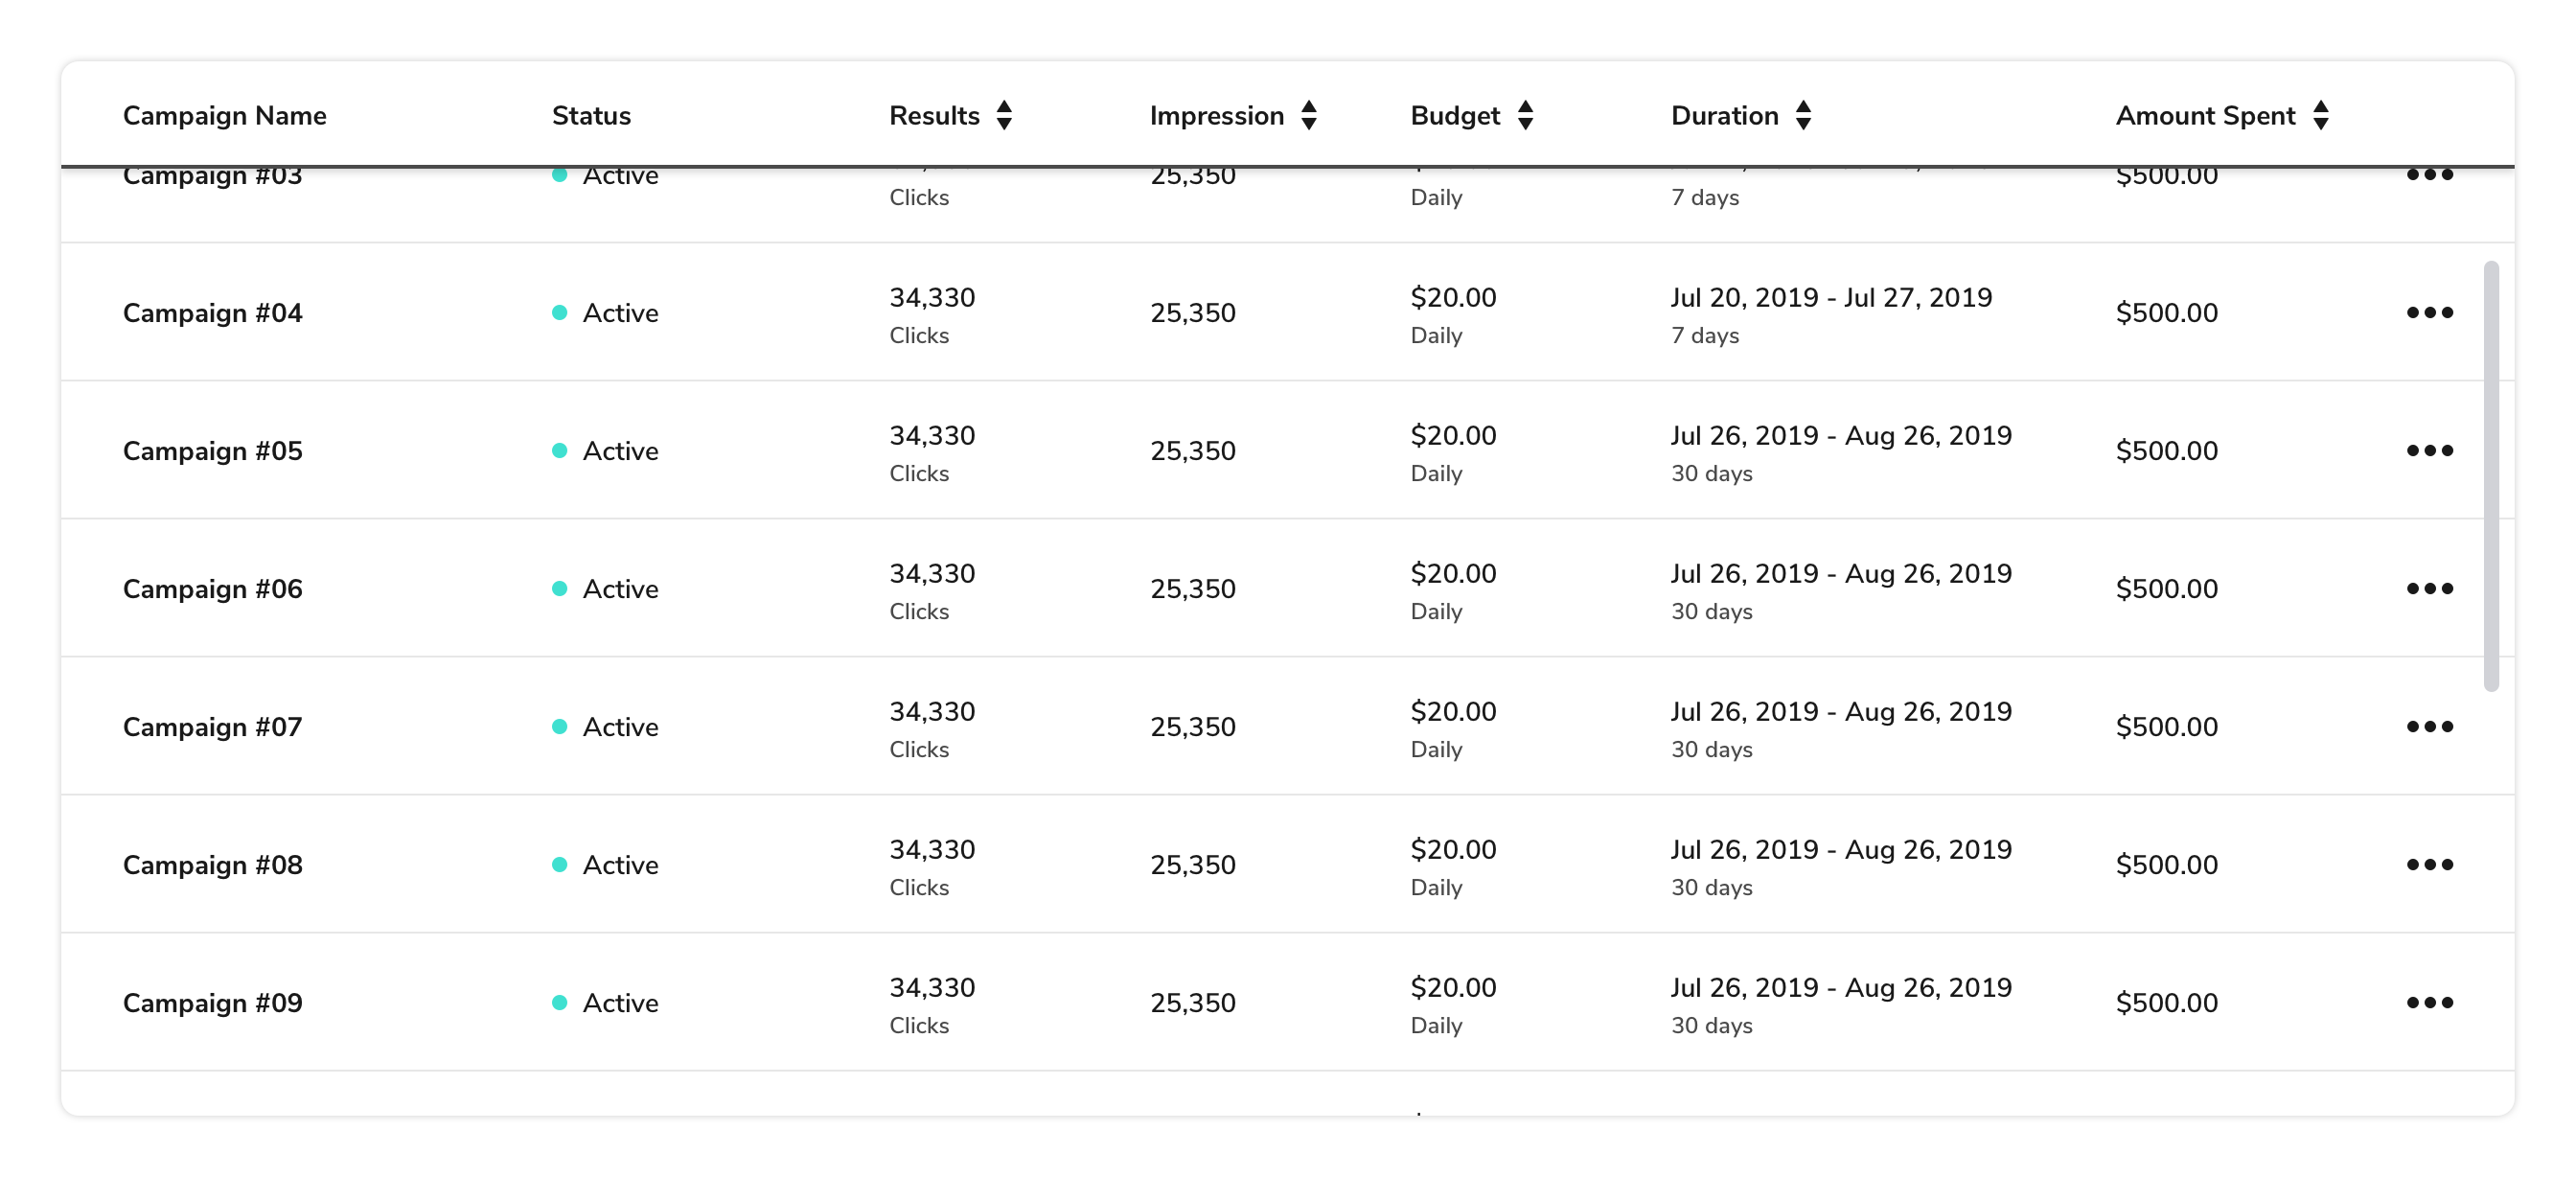 Campaign Name Status Results Impression Budget Duration Amount Spent
Campaign #03 Active 25,350 $500.00
Clicks Daily 7 days
Campaign #04 Active 34,330 25,350 $20.00 Jul 20, 2019 - Jul 27, 2019 $500.00
Clicks Daily 7 days
Campaign #05 Active 34,330 25,350 $20.00 Jul 26, 2019 - Aug 26, 2019 $500.00
Clicks Daily 30 days
Campaign #06 Active 34,330 25,350 $20.00 Jul 26, 2019 - Aug 26, 2019 $500.00
Clicks Daily 30 days
Campaign #07 Active 34,330 25,350 $20.00 Jul 26, 2019 - Aug 26, 2019 $500.00
Clicks Daily 30 days
Campaign #08 Active 34,330 25,350 $20.00 Jul 26, 2019 - Aug 26, 2019 $500.00
Clicks Daily 30 days
Campaign #09 Active 34,330 25,350 $20.00 Jul 26, 2019 - Aug 26, 2019 $500.00
Clicks Daily 30 days